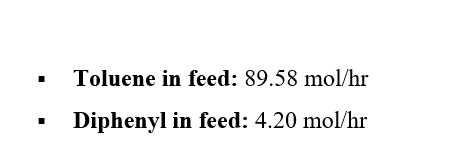 ▪ Toluene in feed: 89.58 mol/hr
▪ Diphenyl in feed: 4.20 mol/hr